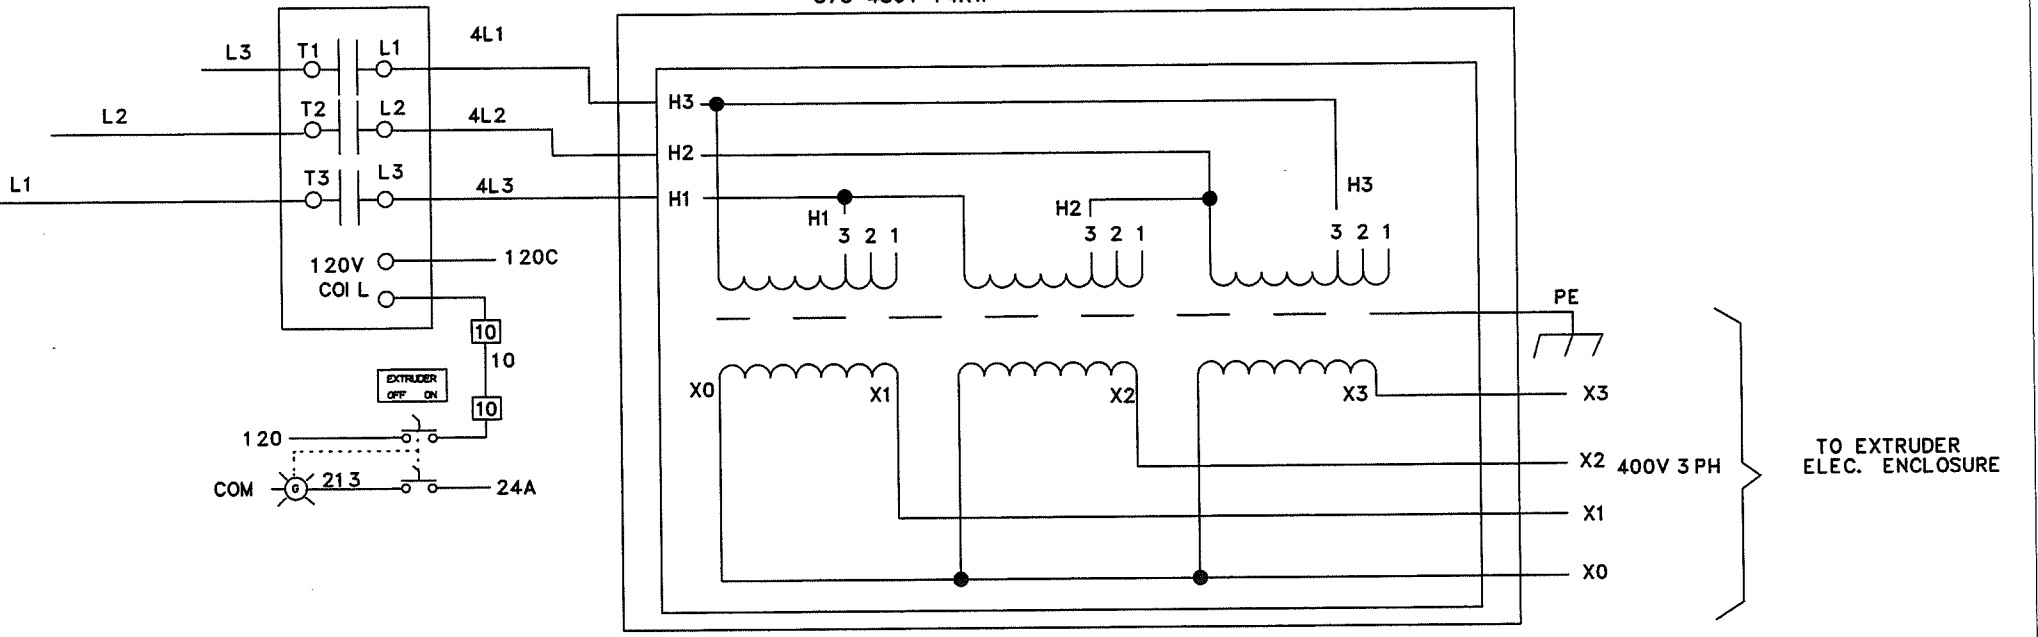 4L1
L3 T1 L1
L2 T2 L2 4L2
L1 T3 L3 4L3
120V COIL
120C
10
10
10
EXTRUDER
OFF ON
120
COM G 213 24A
H3
H2
H1
H1
3 2 1
H2
3 2 1
H3
3 2 1
PE
X0 X1 X2 X3
X3
X2 400V 3 PH
X1
X0
TO EXTRUDER
ELEC. ENCLOSURE